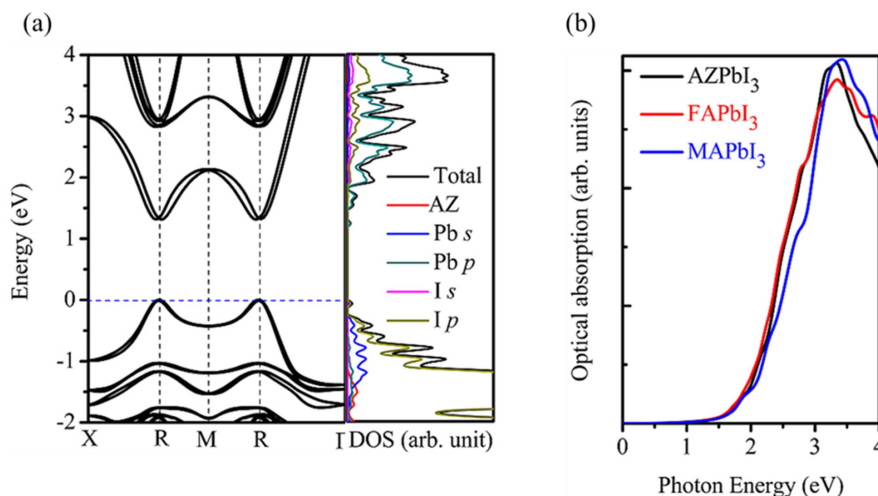 (a)
(b)
4
3
2
1
0
-1
-2
Energy (eV)
X R M R Γ
Total
AZ
Pb s
Pb p
I s
I p
DOS (arb. unit)
Optical absorption (arb. units)
AZPbI₃
FAPbI₃
MAPbI₃
0 1 2 3 4
Photon Energy (eV)